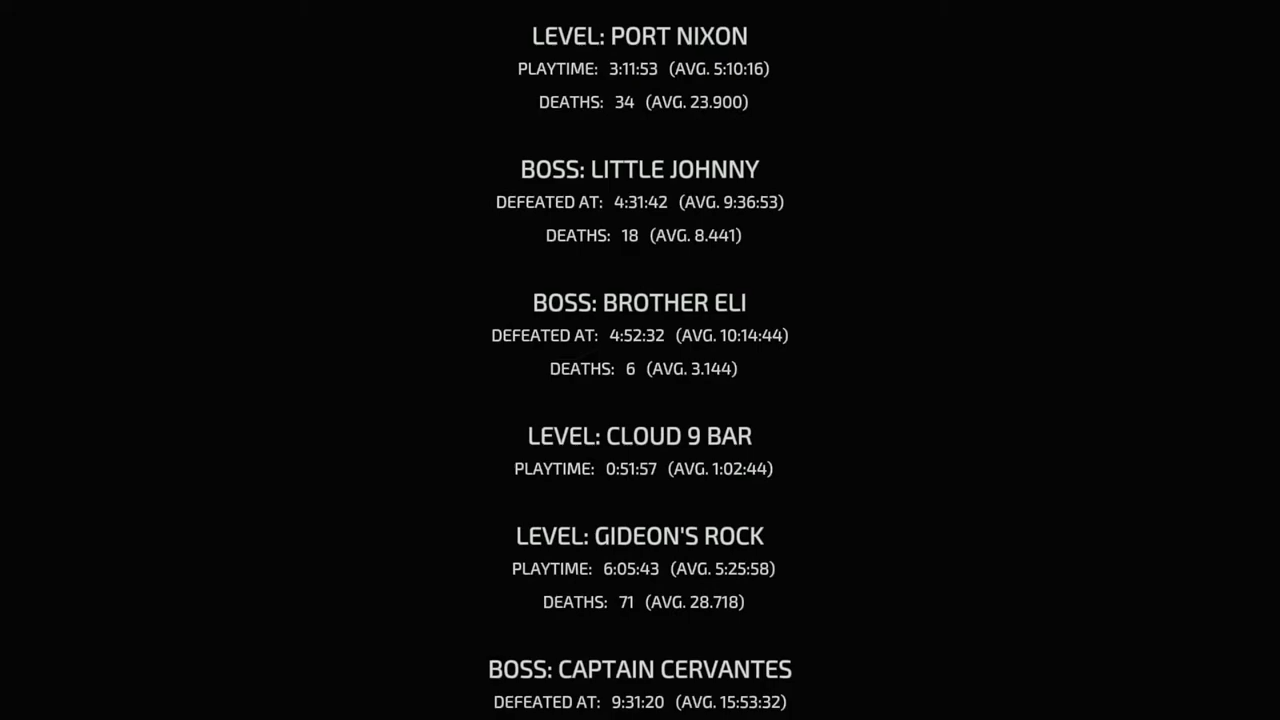 LEVEL: PORT NIXON
PLAYTIME: 3:11:53 (AVG. 5:10:16)
DEATHS: 34 (AVG. 23.900)
BOSS: LITTLE JOHNNY
DEFEATED AT: 4:31:42 (AVG. 9:36:53)
DEATHS: 18 (AVG. 8.441)
BOSS: BROTHER ELI
DEFEATED AT: 4:52:32 (AVG. 10:14:44)
DEATHS: 6 (AVG. 3.144)
LEVEL: CLOUD 9 BAR
PLAYTIME: 0:51:57 (AVG. 1:02:44)
LEVEL: GIDEON'S ROCK
PLAYTIME: 6:05:43 (AVG. 5:25:58)
DEATHS: 71 (AVG. 28.718)
BOSS: CAPTAIN CERVANTES
DEFEATED AT: 9:31:20 (AVG. 15:53:32)